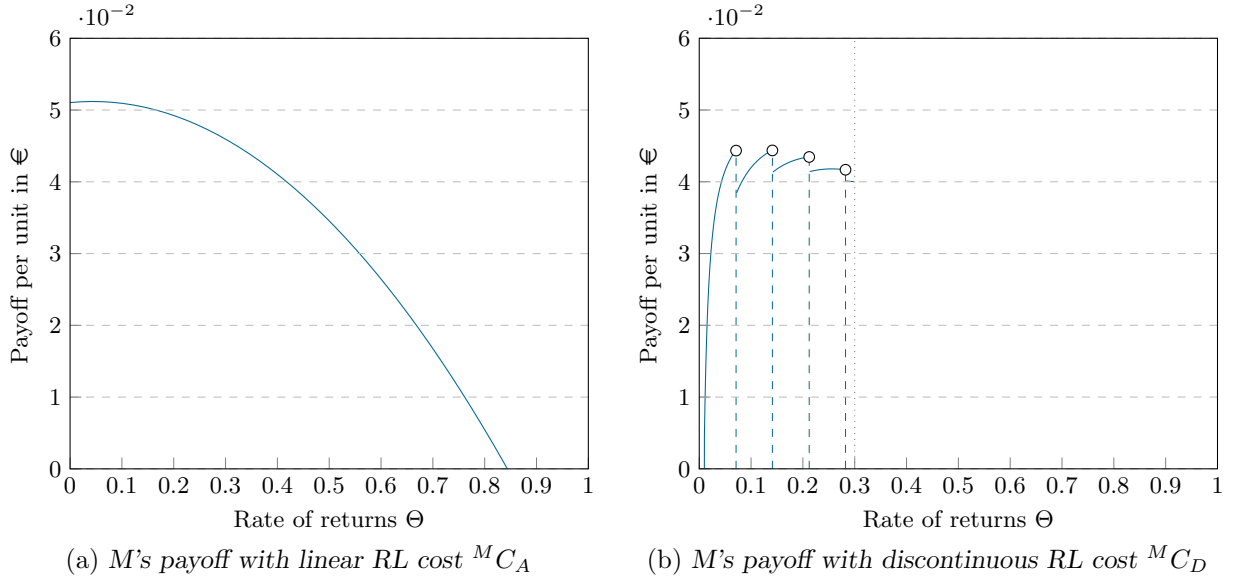 ·10⁻²
6
5
4
3
2
1
0
Payoff per unit in €
0 0.1 0.2 0.3 0.4 0.5 0.6 0.7 0.8 0.9 1
Rate of returns Θ
(a) M's payoff with linear RL cost ᴹC_A
·10⁻²
6
5
4
3
2
1
0
Payoff per unit in €
0 0.1 0.2 0.3 0.4 0.5 0.6 0.7 0.8 0.9 1
Rate of returns Θ
(b) M's payoff with discontinuous RL cost ᴹC_D